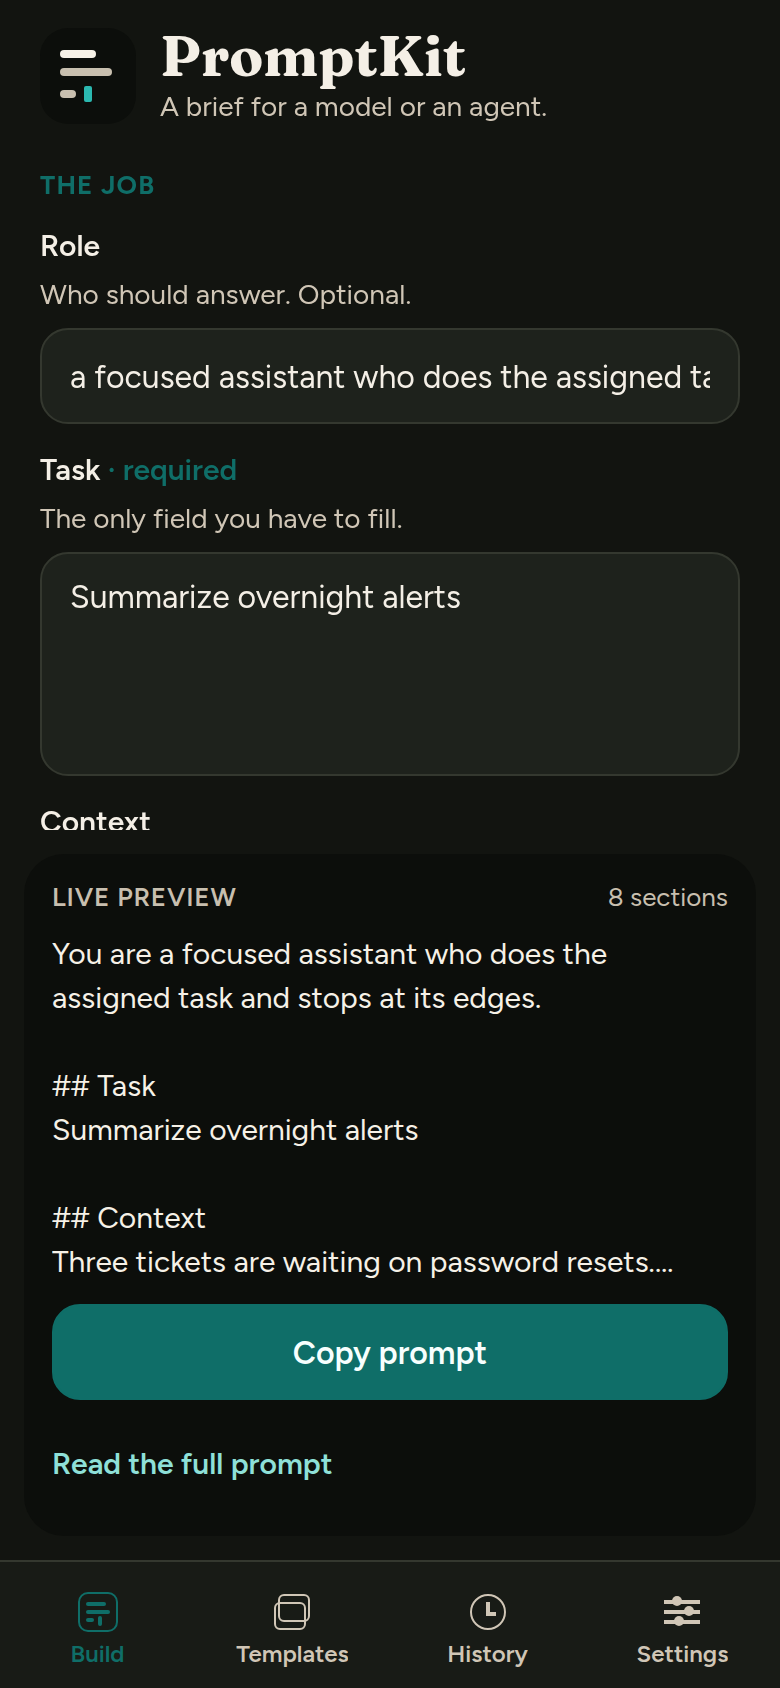 PromptKit
A brief for a model or an agent.
THE JOB
Role
Who should answer. Optional.
a focused assistant who does the assigned ta
Task · required
The only field you have to fill.
Summarize overnight alerts
Context
LIVE PREVIEW
8 sections
You are a focused assistant who does the
assigned task and stops at its edges.
## Task
Summarize overnight alerts
## Context
Three tickets are waiting on password resets....
Copy prompt
Read the full prompt
Build
Templates
History
Settings